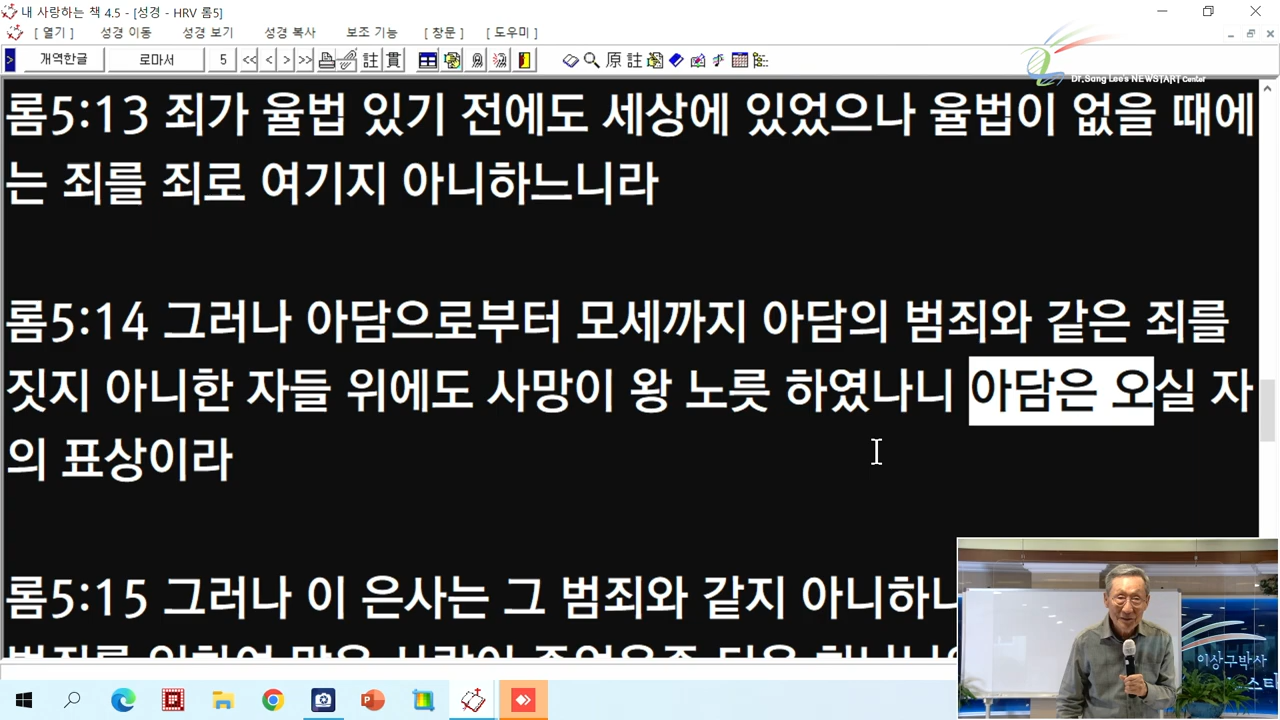 내 사랑하는 책 4.5 - [성경 - HRV 롬5]
[ 열기 ] 성경 이동 성경 보기 성경 복사 보조 기능 [ 창문 ] [ 도우미 ]
개역한글 로마서 5 << < > >> 註 貫 原 註
Dr. Sang Lee's NEWSTART Center
롬5:13 죄가 율법 있기 전에도 세상에 있었으나 율법이 없을 때에
는 죄를 죄로 여기지 아니하느니라
롬5:14 그러나 아담으로부터 모세까지 아담의 범죄와 같은 죄를
짓지 아니한 자들 위에도 사망이 왕 노릇 하였나니 아담은 오실 자
의 표상이라
롬5:15 그러나 이 은사는 그 범죄와 같지 아니하니
이상구박사